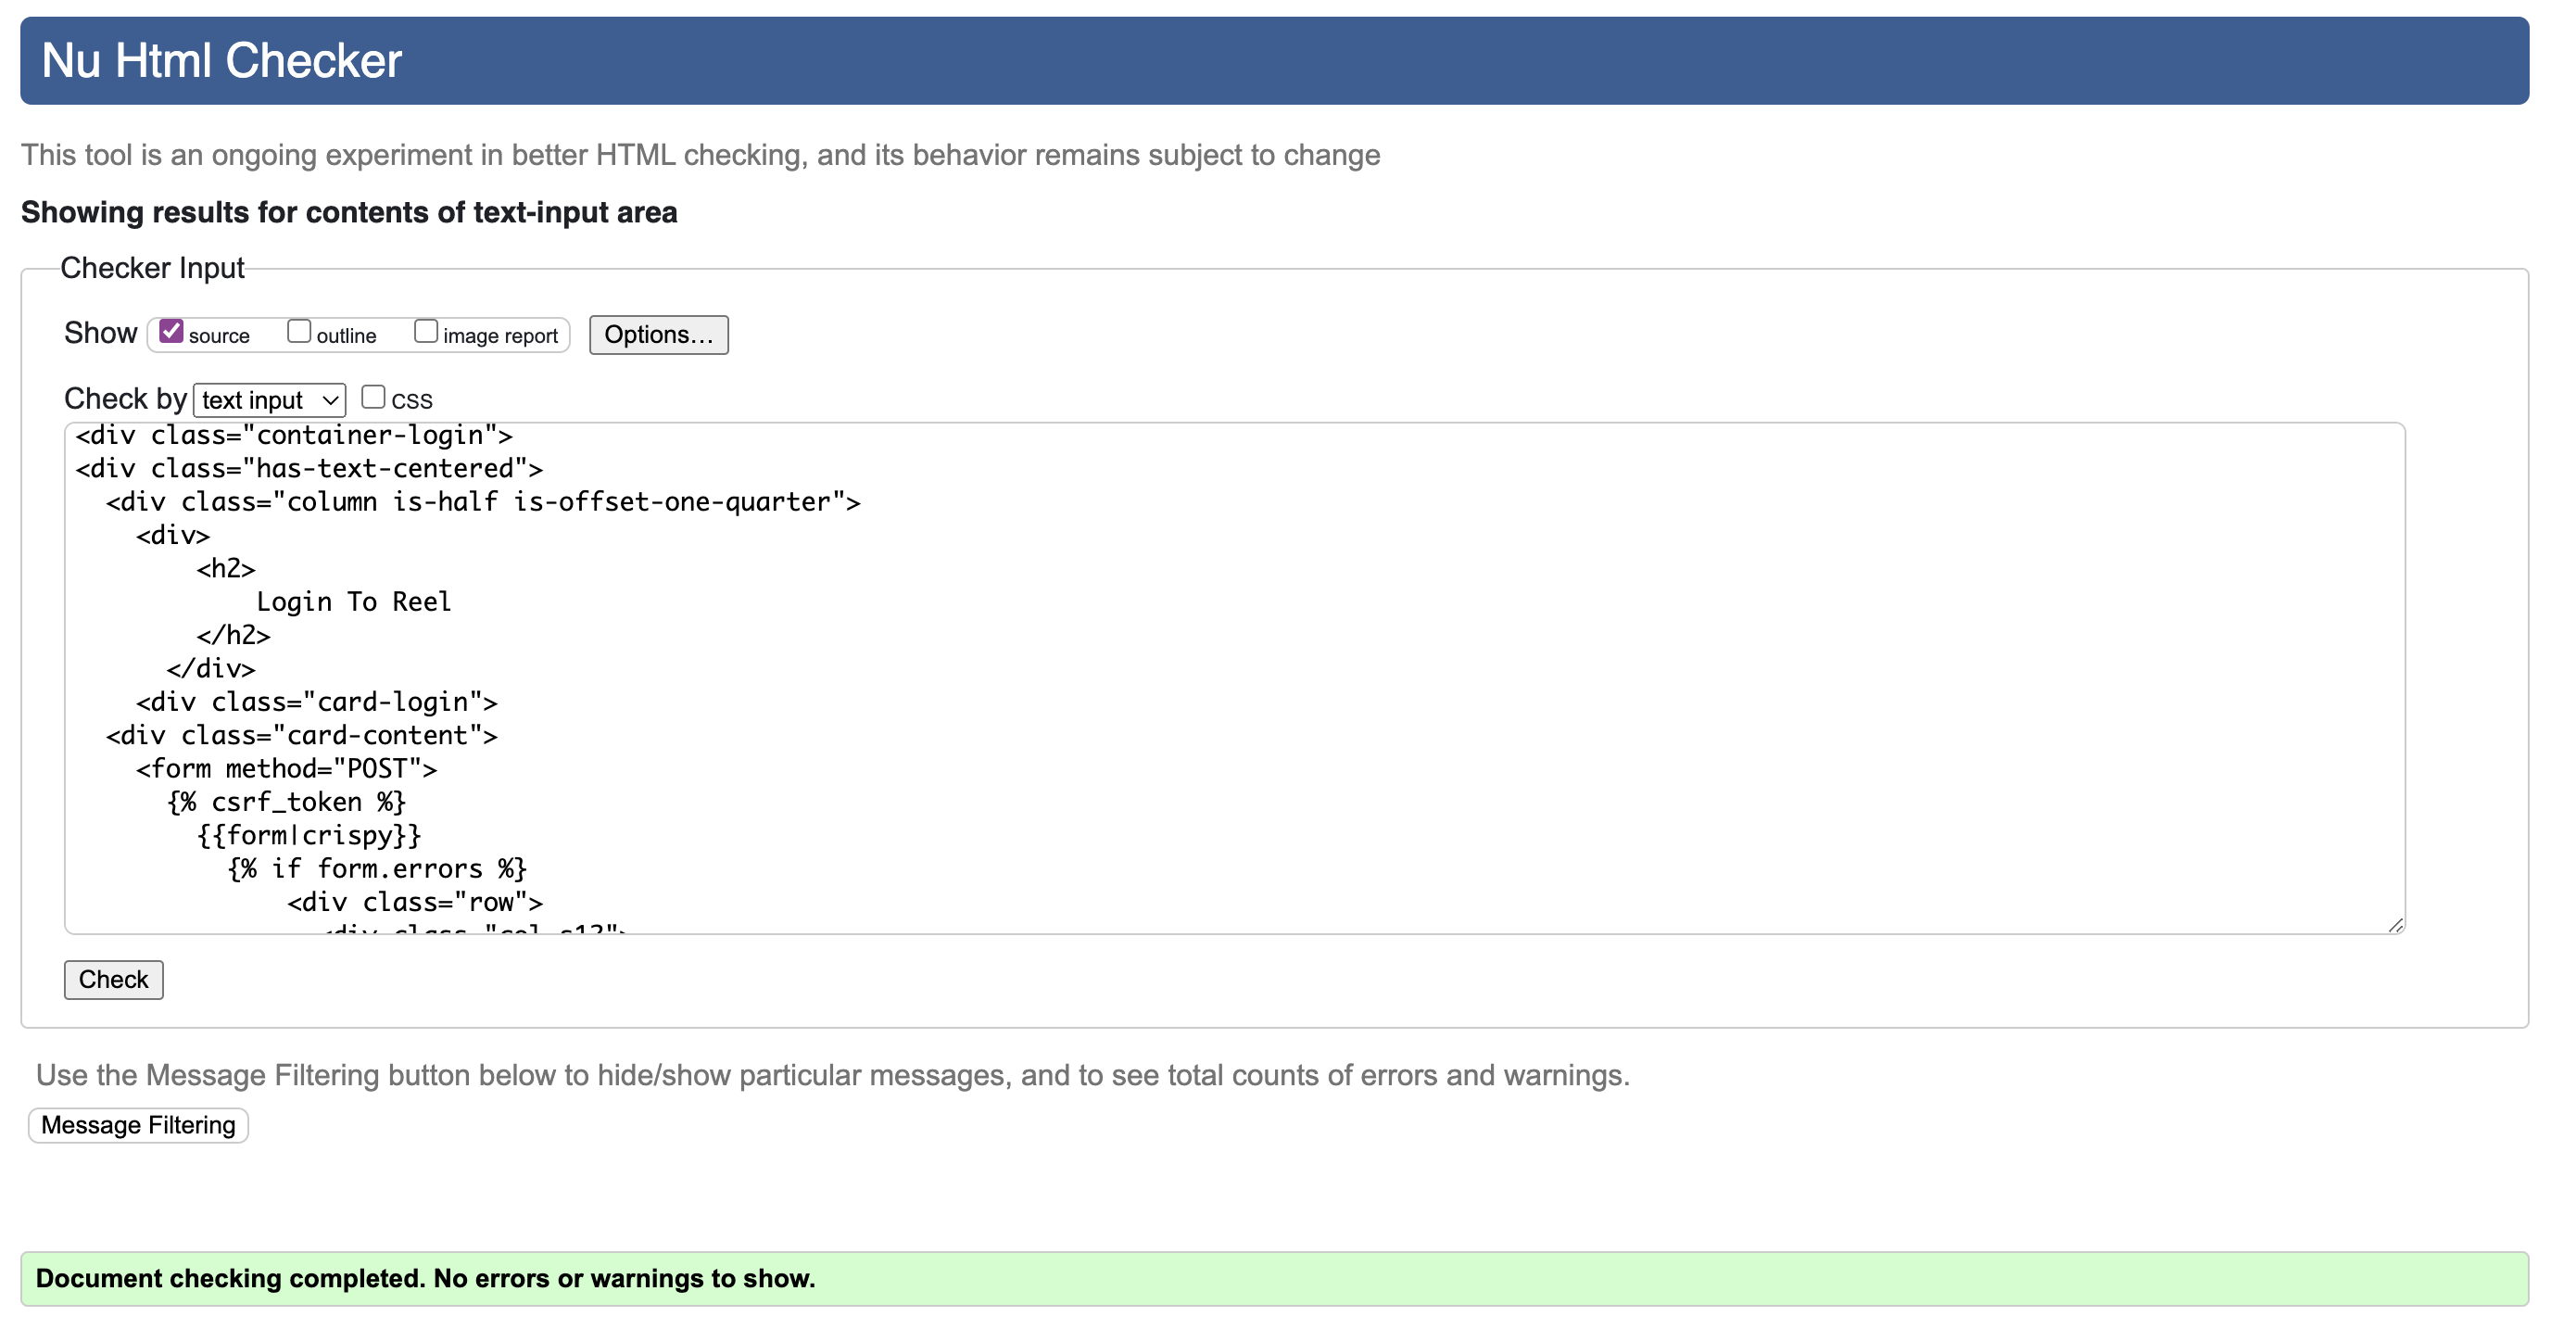 Nu Html Checker
This tool is an ongoing experiment in better HTML checking, and its behavior remains subject to change
Showing results for contents of text-input area
Checker Input
Show source outline image report Options...
Check by text input css
<div class="container-login">
<div class="has-text-centered">
<div class="column is-half is-offset-one-quarter">
<div>
<h2>
Login To Reel
</h2>
</div>
<div class="card-login">
<div class="card-content">
<form method="POST">
{% csrf_token %}
{{form|crispy}}
{% if form.errors %}
<div class="row">
<div class="col s12">
Check
Use the Message Filtering button below to hide/show particular messages, and to see total counts of errors and warnings.
Message Filtering
Document checking completed. No errors or warnings to show.